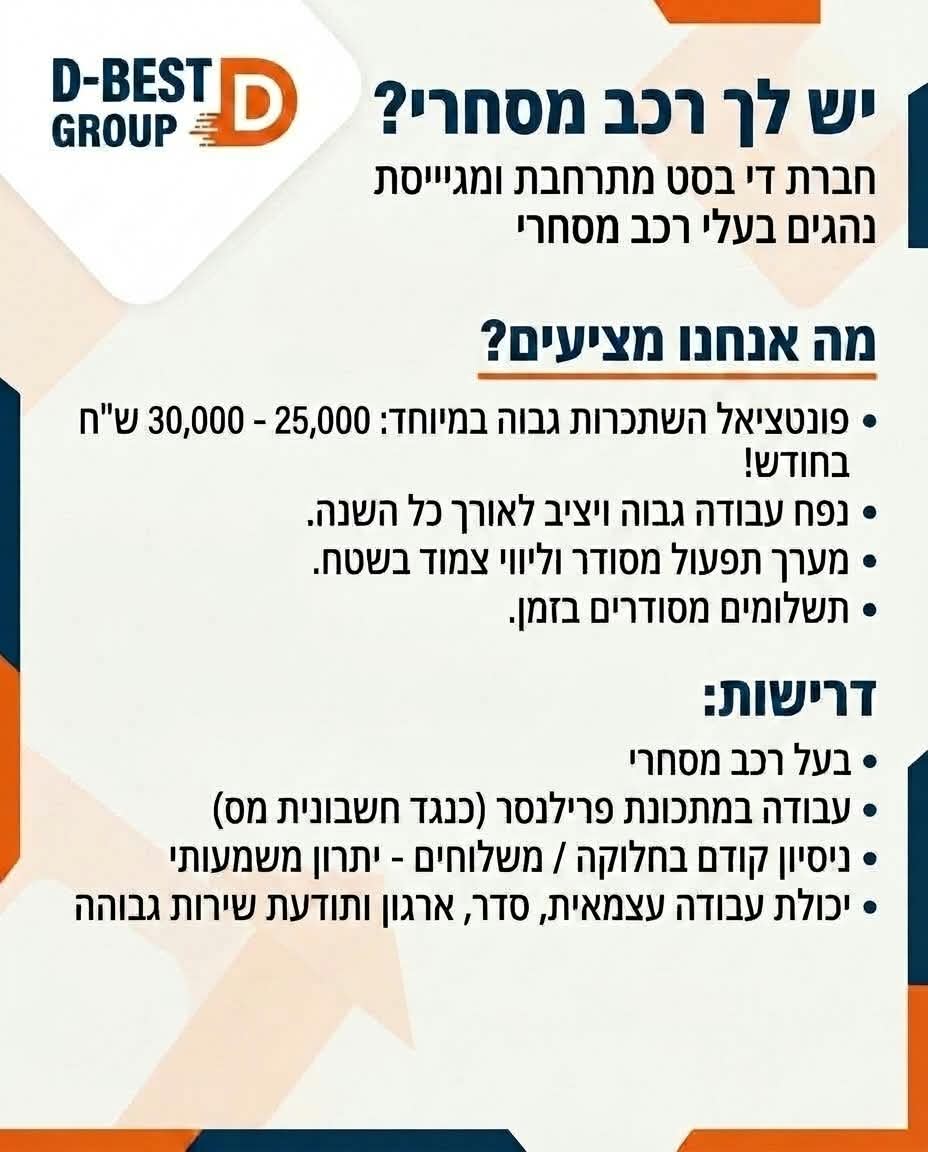 D-BEST
GROUP
D
יש לך רכב מסחרי?
חברת די בסט מתרחבת ומגיייסת
נהגים בעלי רכב מסחרי
מה אנחנו מציעים?
• פונטציאל השתכרות גבוה במיוחד: 25,000 - 30,000 ש"ח
בחודש!
• נפח עבודה גבוה ויציב לאורך כל השנה.
• מערך תפעול מסודר וליווי צמוד בשטח.
• תשלומים מסודרים בזמן.
דרישות:
• בעל רכב מסחרי
• עבודה במתכונת פרילנסר (כנגד חשבונית מס)
• ניסיון קודם בחלוקה / משלוחים - יתרון משמעותי
• יכולת עבודה עצמאית, סדר, ארגון ותודעת שירות גבוהה